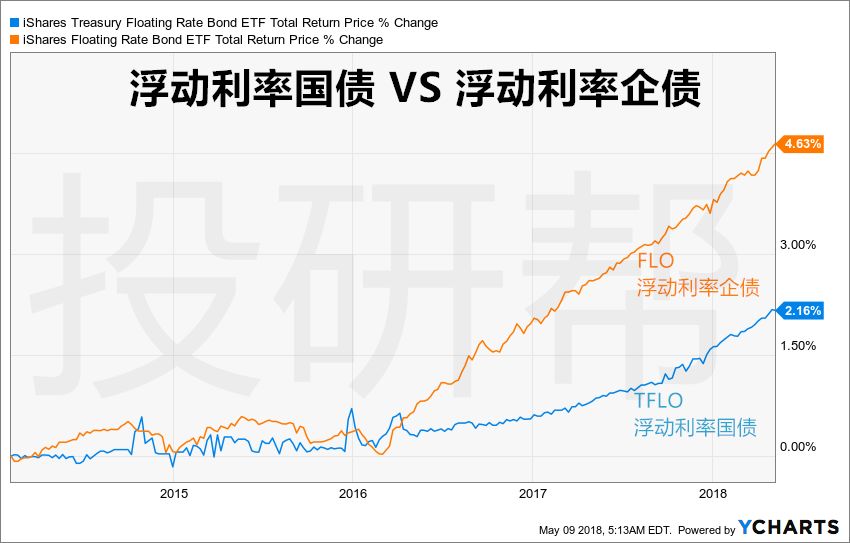 iShares Treasury Floating Rate Bond ETF Total Return Price % Change
iShares Floating Rate Bond ETF Total Return Price % Change
浮动利率国债 VS 浮动利率企债
投研帮
4.63%
3.00%
FLO
浮动利率企债
2.16%
1.50%
TFLO
浮动利率国债
0.00%
2015
2016
2017
2018
May 09 2018, 5:13AM EDT. Powered by YCHARTS